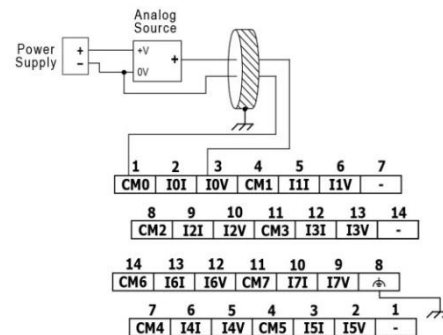 Analog
Source
Power
Supply
+
−
+V
0V
+
1 2 3 4 5 6 7
CM0 I0I I0V CM1 I1I I1V -
8 9 10 11 12 13 14
CM2 I2I I2V CM3 I3I I3V -
14 13 12 11 10 9 8
CM6 I6I I6V CM7 I7I I7V
7 6 5 4 3 2 1
CM4 I4I I4V CM5 I5I I5V -